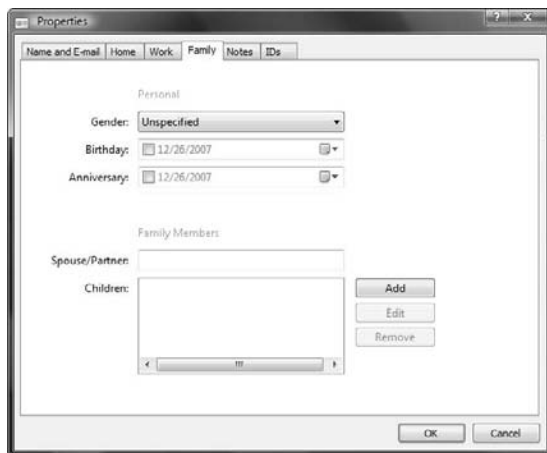 Properties
Name and E-mail Home Work Family Notes IDs
Personal
Gender: Unspecified
Birthday: 12/26/2007
Anniversary: 12/26/2007
Family Members
Spouse/Partner:
Children:
Add
Edit
Remove
OK Cancel